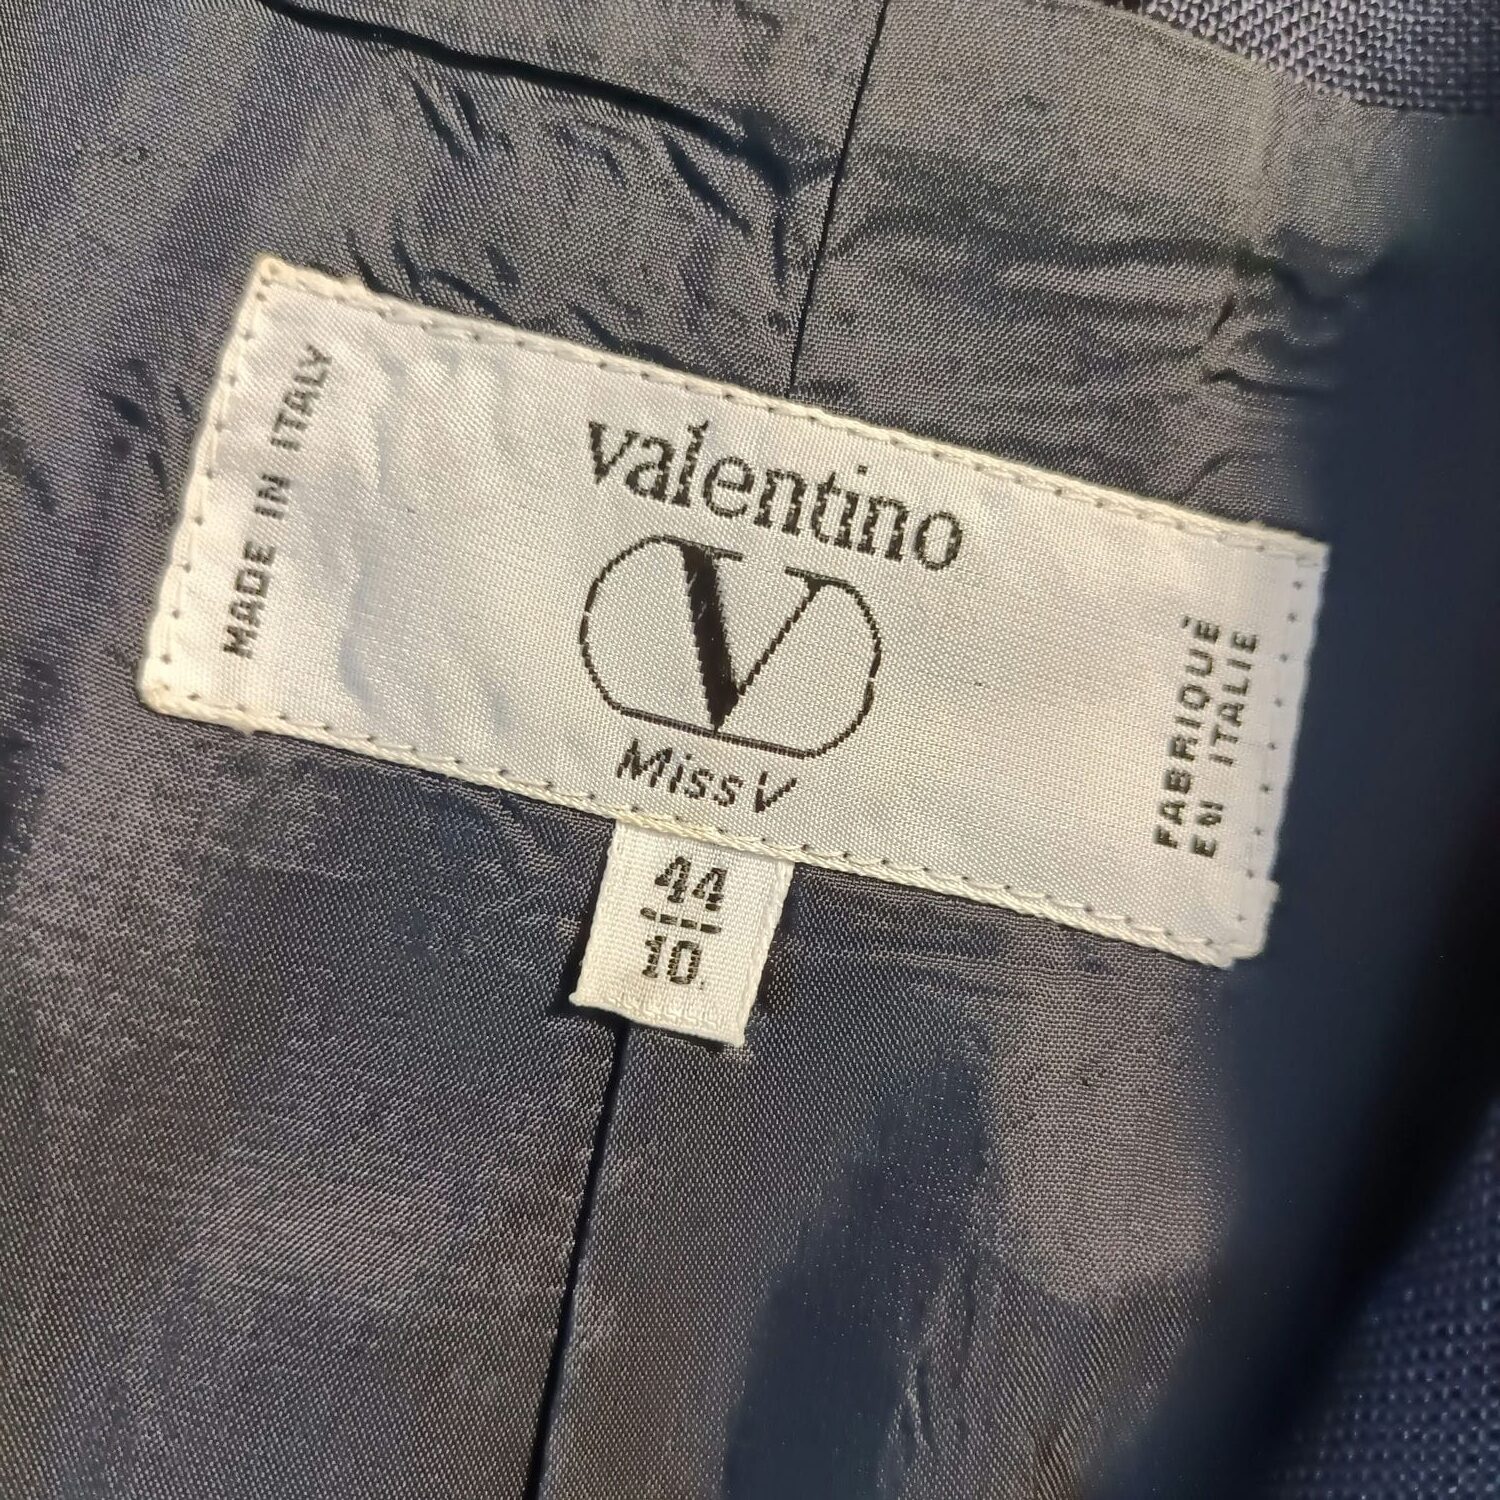 MADE IN ITALY
valentino
V
Miss V
44
10
FABRIQUÉ
EN ITALIE